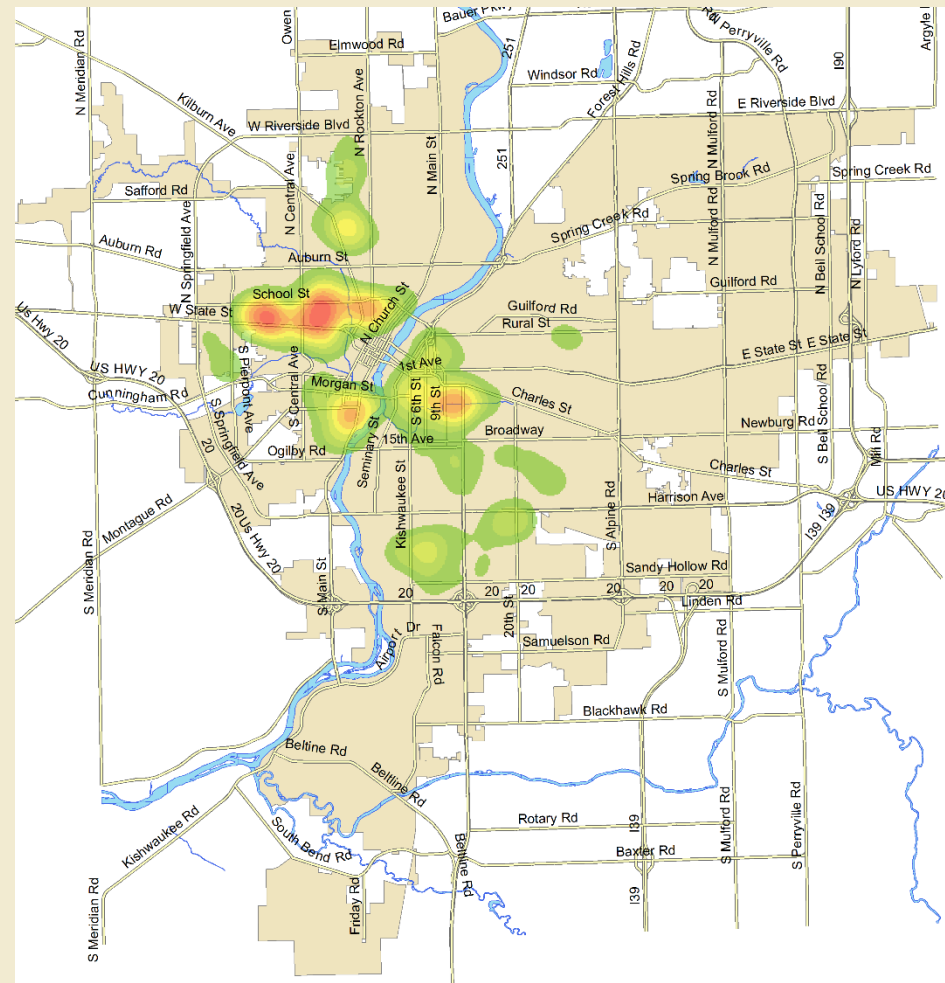 Bauer Pkwy
Rd
N Perryville Rd
Argyle
Owen
Elmwood Rd
N Meridian Rd
251
I90
Windsor Rd
Forest Hills Rd
Kilburn Ave
N Rockton Ave
E Riverside Blvd
W Riverside Blvd
N Mulford Rd
251
N Main St
Spring Brook Rd
Spring Creek Rd
Safford Rd
N Central Ave
Spring Creek Rd
N Mulford Rd
N Springfield Ave
N Bell School Rd
N Lyford Rd
Auburn Rd
Auburn St
Guilford Rd
School St
W State St
N Church St
Guilford Rd
Rural St
Us Hwy 20
E State St
E State St
1st Ave
US HWY 20
S Pierpont Ave
S Central Ave
Morgan St
Cunningham Rd
S 6th St
9th St
Charles St
S Bell School Rd
Newburg Rd
S Springfield Ave
Seminary St
15th Ave
Broadway
20
Ogilby Rd
Mill Rd
Charles St
Kishwaukee St
US HWY 20
Harrison Ave
Montague Rd
20
Us Hwy 20
S Alpine Rd
I39
I39
S Meridian Rd
S Main St
Sandy Hollow Rd
20
20
20
20
20
Linden Rd
20th St
Dr
Airport
Falcon Rd
Samuelson Rd
S Mulford Rd
Blackhawk Rd
Beltine Rd
Beltline Rd
Kishwaukee Rd
South Bend Rd
Rotary Rd
I39
S Mulford Rd
S Perryville Rd
Beltline Rd
Baxter Rd
S Meridian Rd
Friday Rd
I39